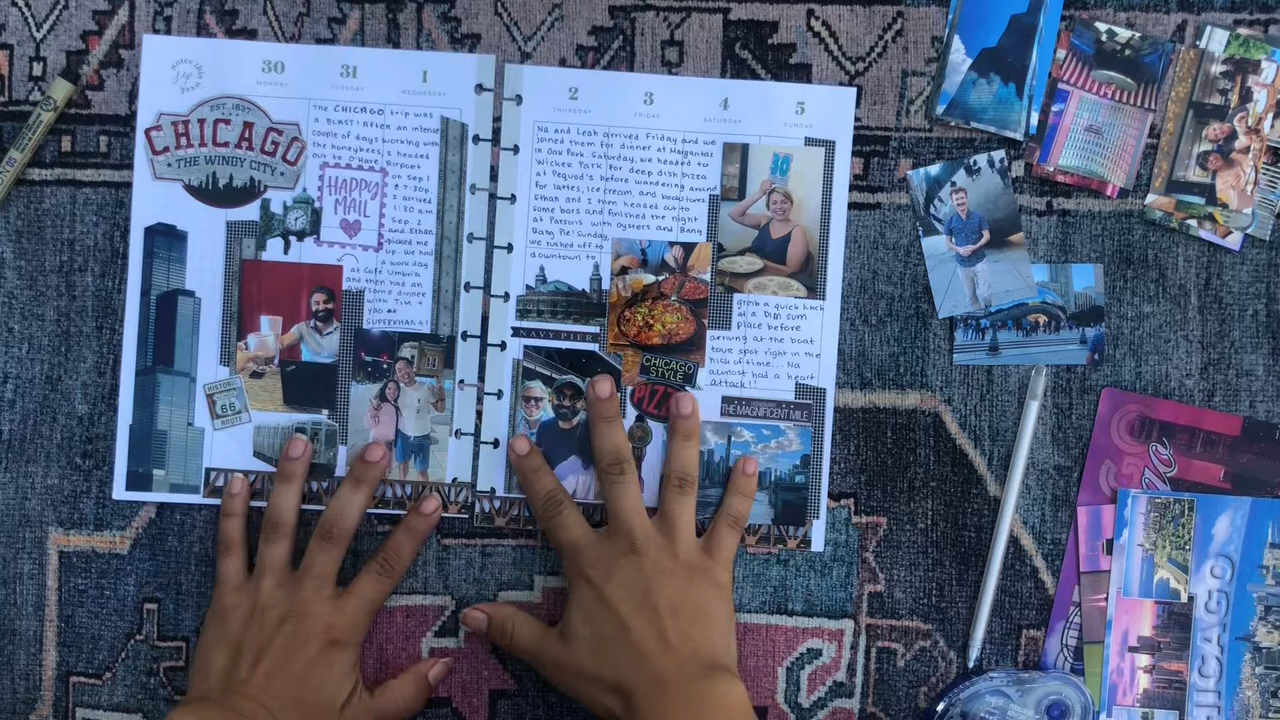 notes this
30
MONDAY
31
TUESDAY
1
WEDNESDAY
EST. 1837
CHICAGO
THE WINDY CITY
The CHICAGO trip was
a BLAST! After an intense
couple of days working with
the honeybees, I headed
out to O'Hare Airport
on Sep 1
@ 7:30p.
I arrived
1:30 a.m
Sep. 2
and Ethan
picked me
up. We had
a work day
at Café Umbria
and then had an
awesome dinner
with Tim +
Yao at
SUPERKHANA!
HAPPY
MAIL
HISTORIC
66
ROUTE
2
THURSDAY
3
FRIDAY
4
SATURDAY
5
SUNDAY
Na and Leah arrived Friday and we
joined them for dinner at Margaritas
in Oak Park. Saturday, we headed to
Wicker Park for deep dish pizza
at Pequod's before wandering around
for lattes, ice cream, and bookstores.
Ethan and I then headed out to
some bars and finished the night
at Parsons with oysters and Bang
Bang Pie! Sunday,
we rushed off to
downtown to
30
grab a quick lunch
at a Dim sum
place before
arriving at the boat
tour spot right in the
nick of time... Na
almost had a heart
attack!!
NAVY PIER
CHICAGO
STYLE
PIZZ
HONORARY
THE MAGNIFICENT MILE
CHICAGO